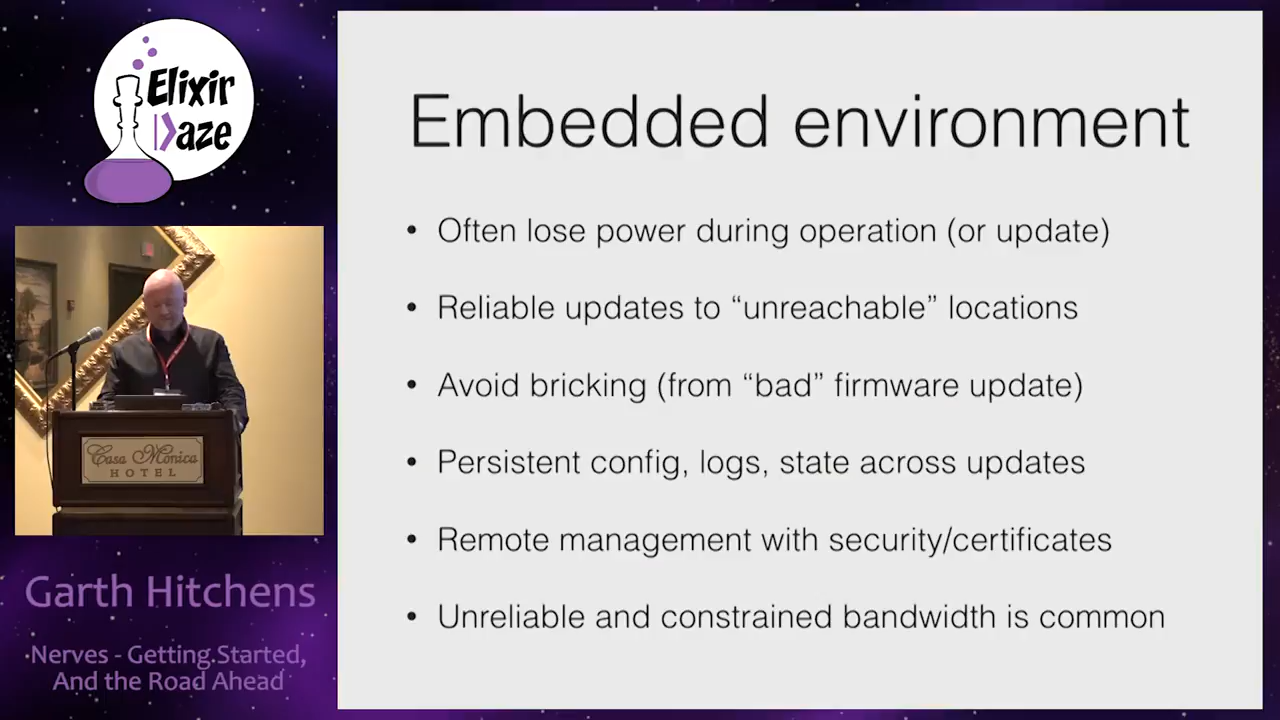 Elixir
|>aze
Casa Monica
HOTEL
Garth Hitchens
Nerves - Getting Started,
And the Road Ahead
Embedded environment
• Often lose power during operation (or update)
• Reliable updates to “unreachable” locations
• Avoid bricking (from “bad” firmware update)
• Persistent config, logs, state across updates
• Remote management with security/certificates
• Unreliable and constrained bandwidth is common